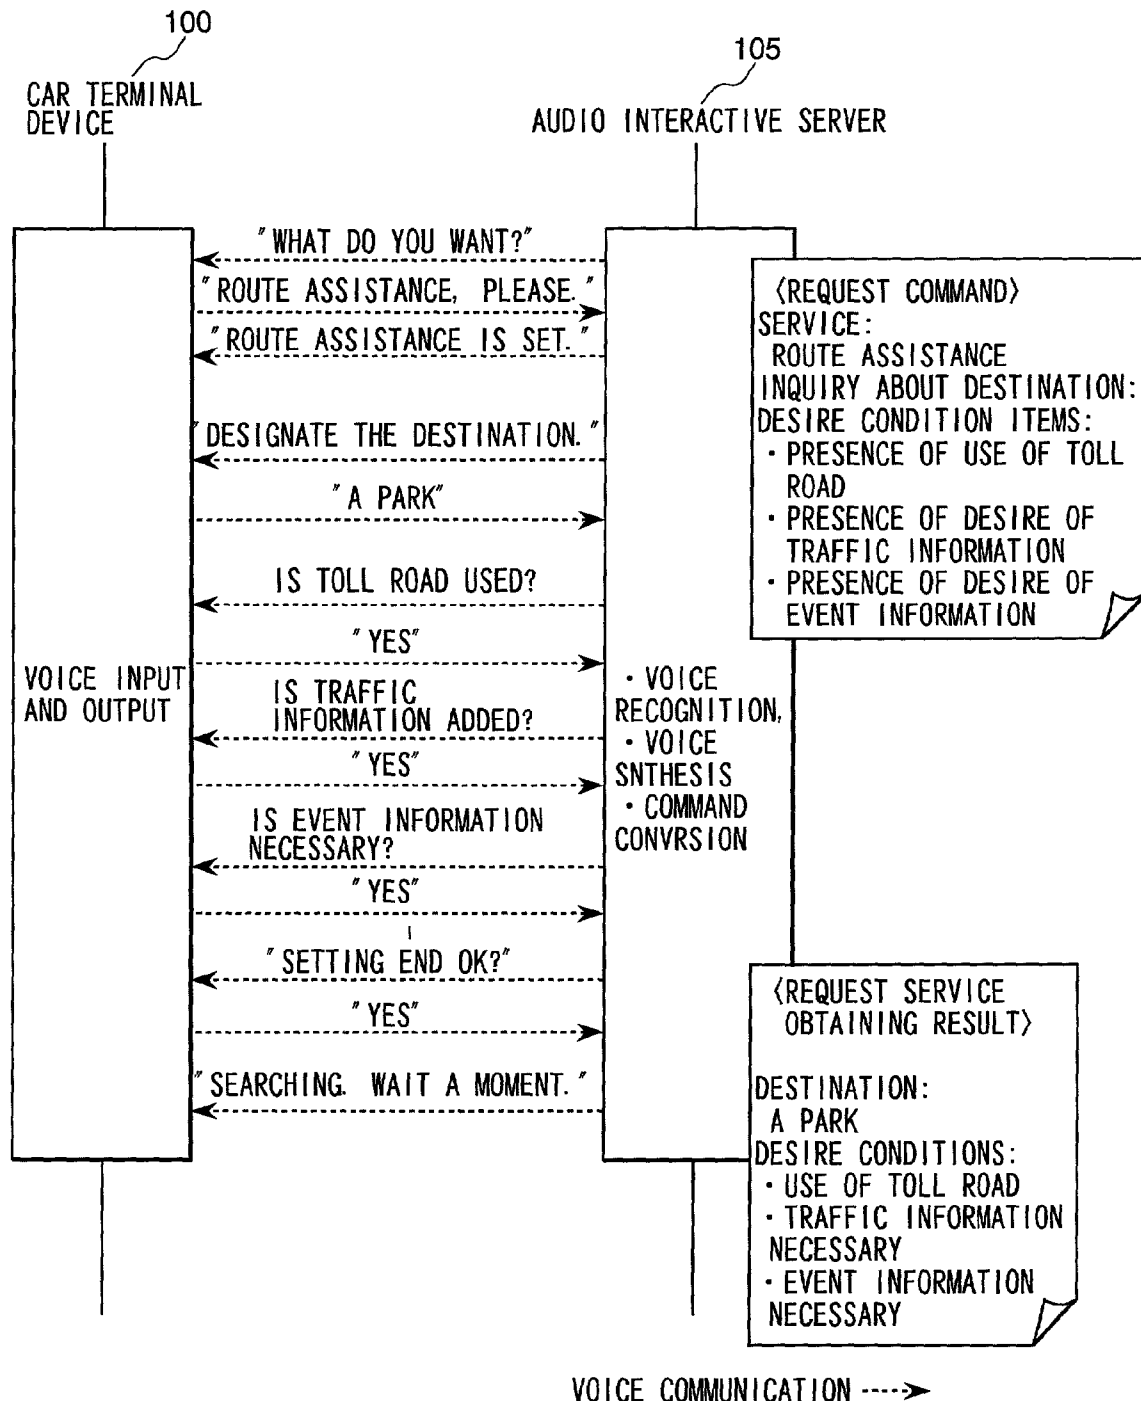 100
CAR TERMINAL
DEVICE
105
AUDIO INTERACTIVE SERVER
"WHAT DO YOU WANT?"
"ROUTE ASSISTANCE, PLEASE."
"ROUTE ASSISTANCE IS SET."
"DESIGNATE THE DESTINATION."
"A PARK"
IS TOLL ROAD USED?
"YES"
IS TRAFFIC
INFORMATION ADDED?
"YES"
IS EVENT INFORMATION
NECESSARY?
"YES"
"SETTING END OK?"
"YES"
"SEARCHING. WAIT A MOMENT."
VOICE INPUT
AND OUTPUT
・VOICE
RECOGNITION,
・VOICE
SNTHESIS
・COMMAND
CONVRSION
〈REQUEST COMMAND〉
SERVICE:
ROUTE ASSISTANCE
INQUIRY ABOUT DESTINATION:
DESIRE CONDITION ITEMS:
・PRESENCE OF USE OF TOLL
ROAD
・PRESENCE OF DESIRE OF
TRAFFIC INFORMATION
・PRESENCE OF DESIRE OF
EVENT INFORMATION
〈REQUEST SERVICE
OBTAINING RESULT〉
DESTINATION:
A PARK
DESIRE CONDITIONS:
・USE OF TOLL ROAD
・TRAFFIC INFORMATION
NECESSARY
・EVENT INFORMATION
NECESSARY
VOICE COMMUNICATION